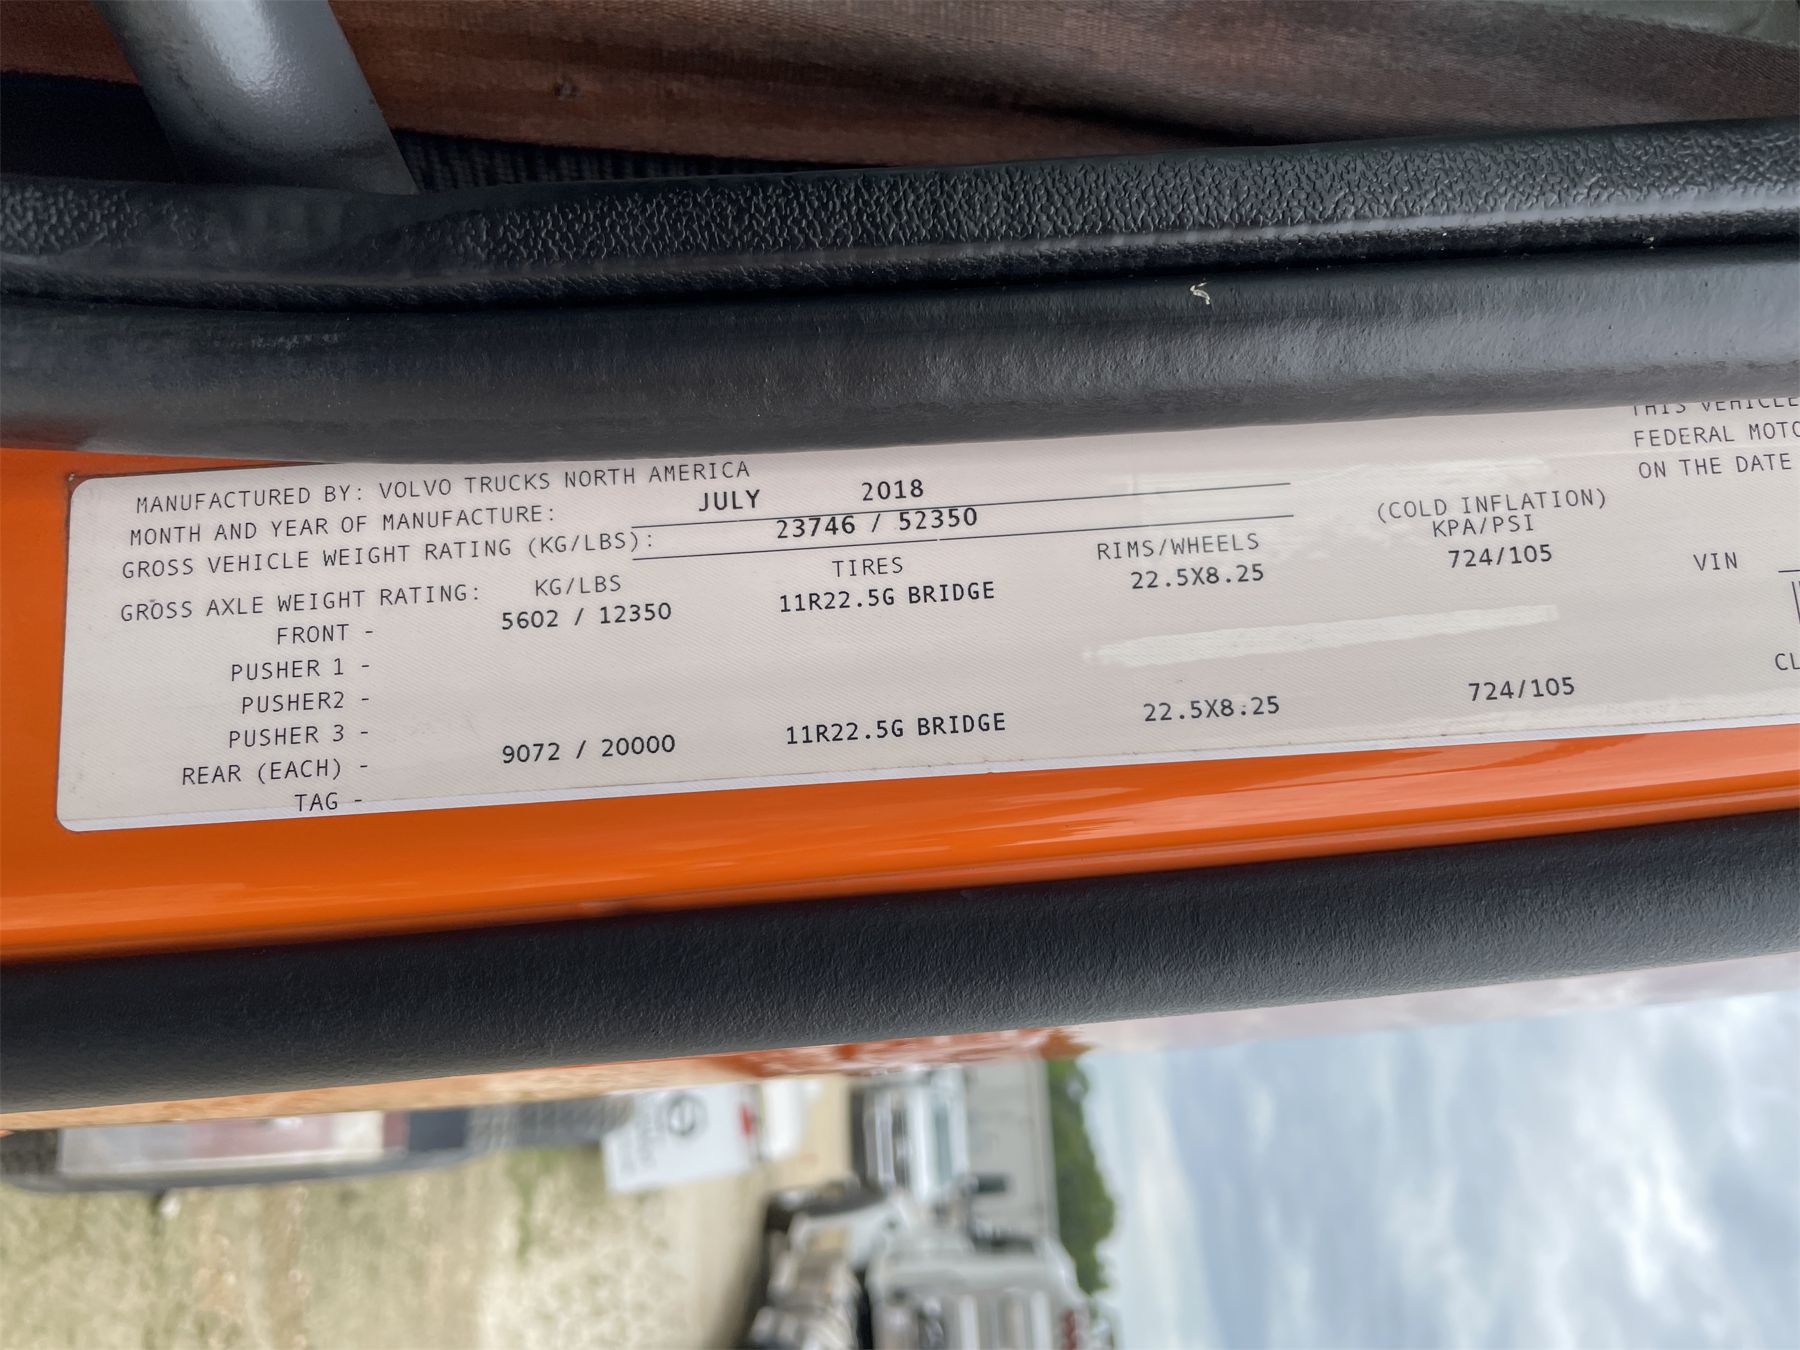 MANUFACTURED BY: VOLVO TRUCKS NORTH AMERICA
MONTH AND YEAR OF MANUFACTURE: JULY 2018
GROSS VEHICLE WEIGHT RATING (KG/LBS): 23746 / 52350
GROSS AXLE WEIGHT RATING: KG/LBS TIRES RIMS/WHEELS (COLD INFLATION) KPA/PSI
FRONT - 5602 / 12350 11R22.5G BRIDGE 22.5X8.25 724/105
PUSHER 1 -
PUSHER2 -
PUSHER 3 -
REAR (EACH) - 9072 / 20000 11R22.5G BRIDGE 22.5X8.25 724/105
TAG -
THIS VEHICLE
FEDERAL MOTO
ON THE DATE
VIN
CL